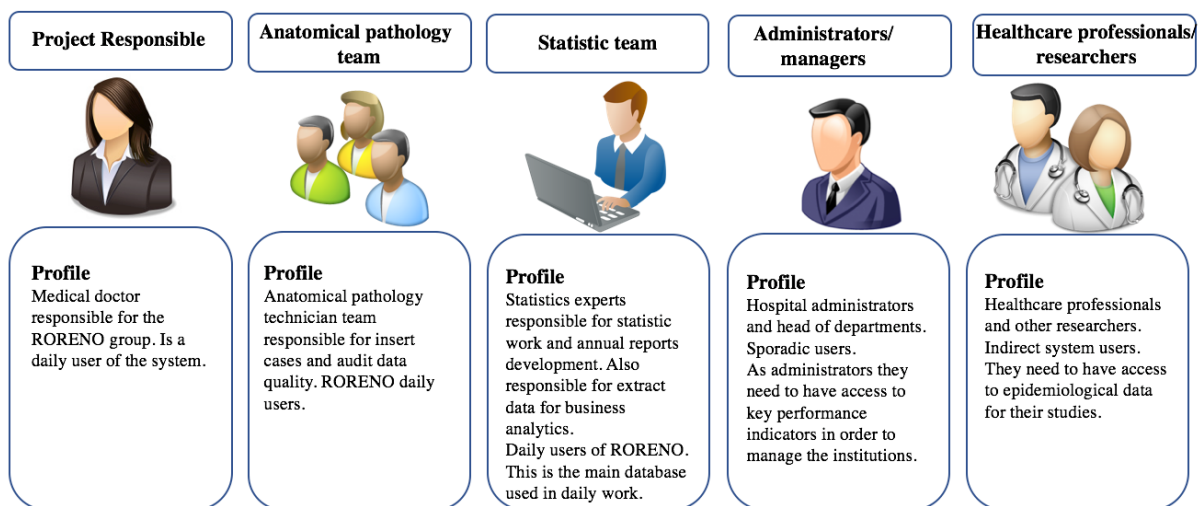 Project Responsible
Anatomical pathology
team
Statistic team
Administrators/
managers
Healthcare professionals/
researchers
Profile
Medical doctor
responsible for the
RORENO group. Is a
daily user of the system.
Profile
Anatomical pathology
technician team
responsible for insert
cases and audit data
quality. RORENO daily
users.
Profile
Statistics experts
responsible for statistic
work and annual reports
development. Also
responsible for extract
data for business
analytics.
Daily users of RORENO.
This is the main database
used in daily work.
Profile
Hospital administrators
and head of departments.
Sporadic users.
As administrators they
need to have access to
key performance
indicators in order to
manage the institutions.
Profile
Healthcare professionals
and other researchers.
Indirect system users.
They need to have access
to epidemiological data
for their studies.